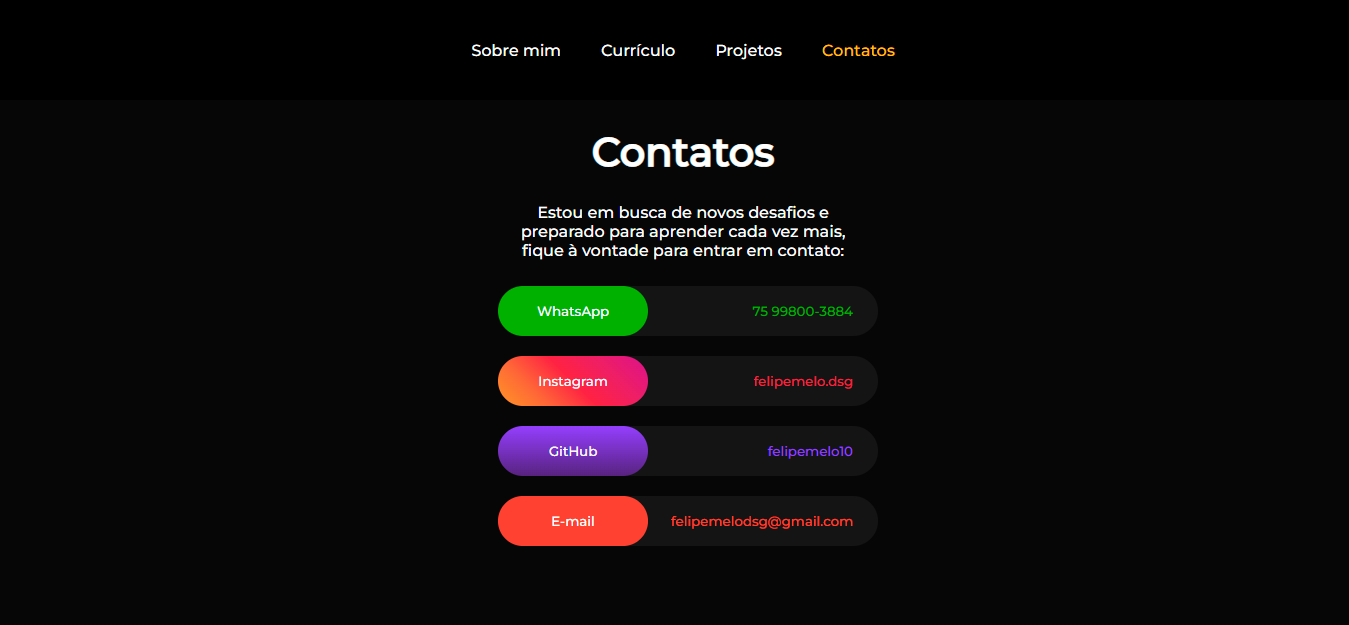 Sobre mim Currículo Projetos Contatos
Contatos
Estou em busca de novos desafios e
preparado para aprender cada vez mais,
fique à vontade para entrar em contato:
WhatsApp 75 99800-3884
Instagram felipemelo.dsg
GitHub felipemelo10
E-mail felipemelodsg@gmail.com